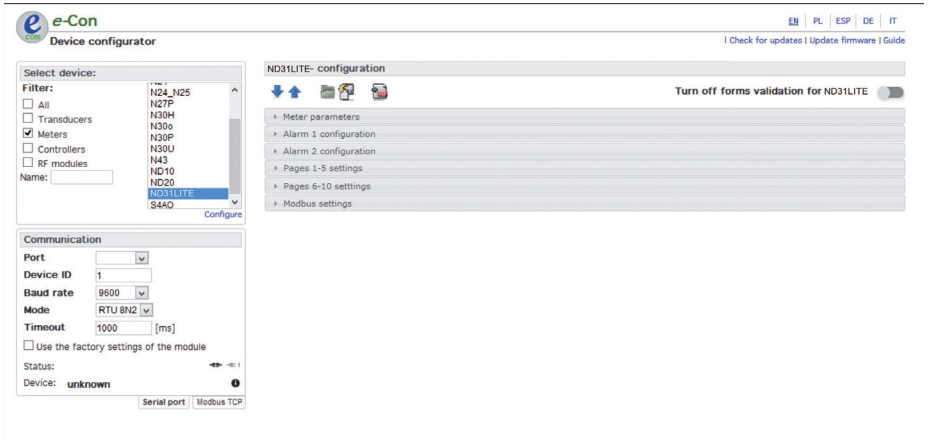 e-Con
CON
Device configurator
EN | PL | ESP | DE | IT
| Check for updates | Update firmware | Guide
Select device:
Filter:
All
Transducers
Meters
Controllers
RF modules
Name:
N24_N25
N27P
N30H
N30o
N30P
N30U
N43
ND10
ND20
ND31LITE
S4AO
Configure
Communication
Port
Device ID 1
Baud rate 9600
Mode RTU 8N2
Timeout 1000 [ms]
Use the factory settings of the module
Status:
Device: unknown
Serial port Modbus TCP
ND31LITE- configuration
Turn off forms validation for ND31LITE
Meter parameters
Alarm 1 configuration
Alarm 2 configuration
Pages 1-5 settings
Pages 6-10 setttings
Modbus settings